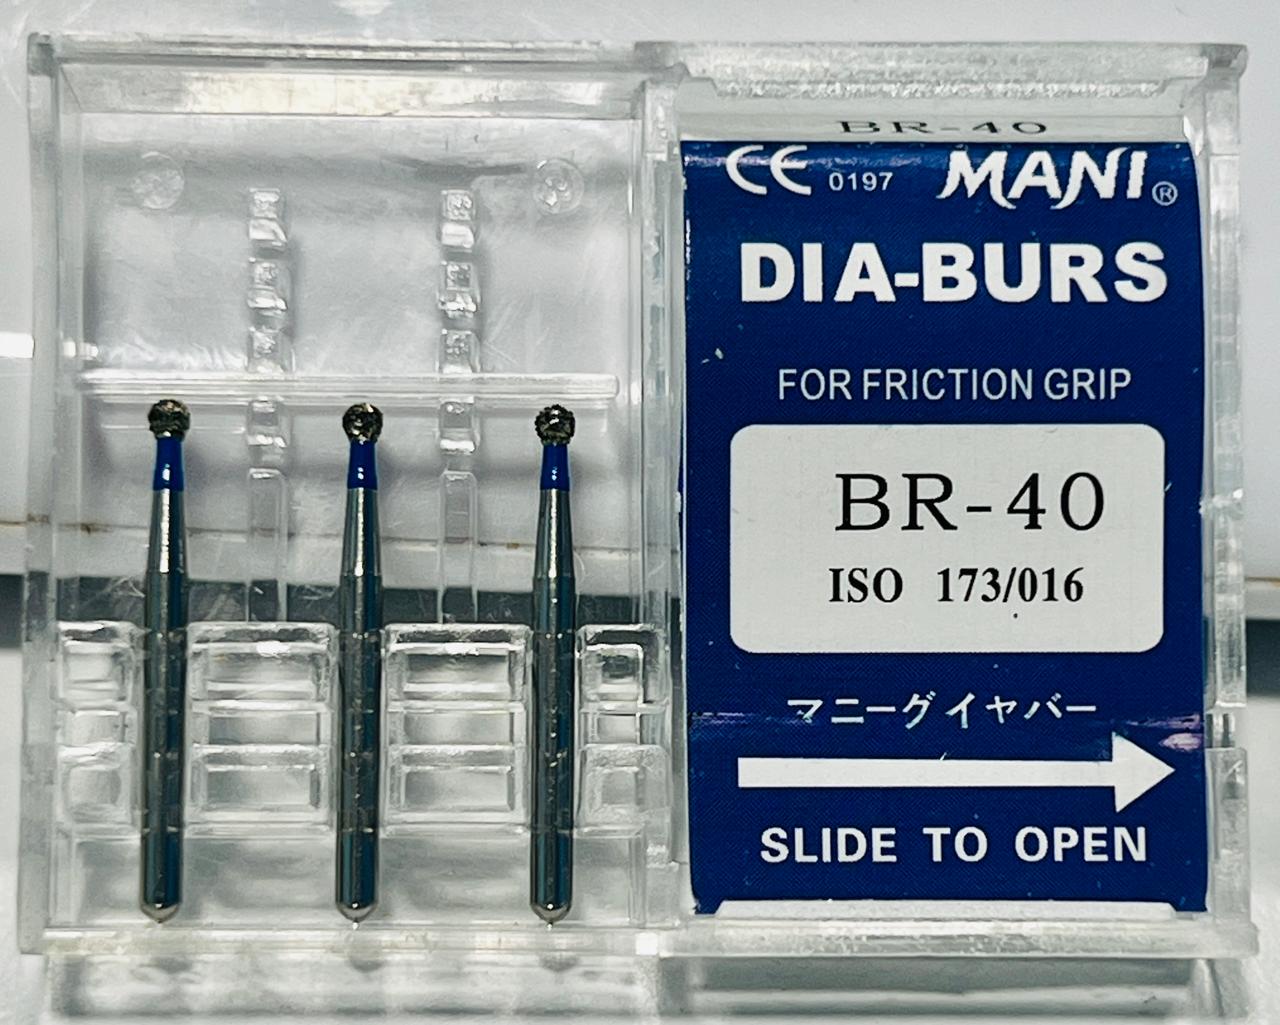 BR-40
CE 0197 MANI®
DIA-BURS
FOR FRICTION GRIP
BR-40
ISO 173/016
マニーダイヤバー
SLIDE TO OPEN